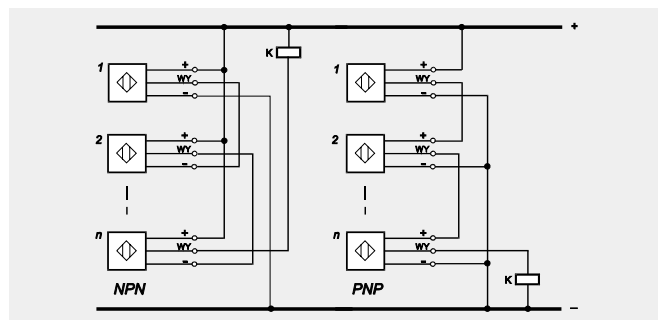 +
K
1 + WY - 1 + WY -
2 + WY - 2 + WY -
n + WY - n + WY -
K
NPN PNP
–